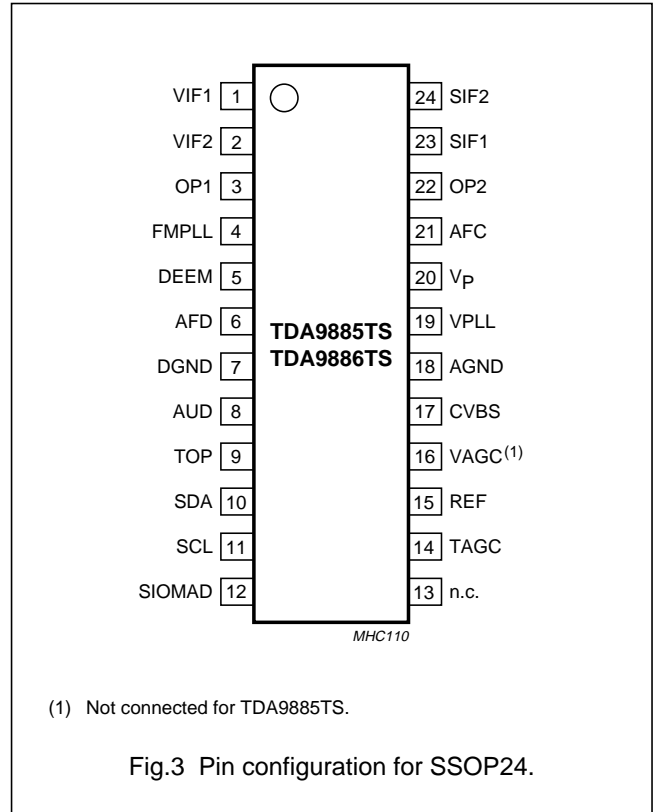 VIF1 1 24 SIF2
VIF2 2 23 SIF1
OP1 3 22 OP2
FMPLL 4 21 AFC
DEEM 5 20 VP
AFD 6 19 VPLL
TDA9885TS
TDA9886TS
DGND 7 18 AGND
AUD 8 17 CVBS
TOP 9 16 VAGC(1)
SDA 10 15 REF
SCL 11 14 TAGC
SIOMAD 12 13 n.c.
MHC110
(1) Not connected for TDA9885TS.
Fig.3 Pin configuration for SSOP24.